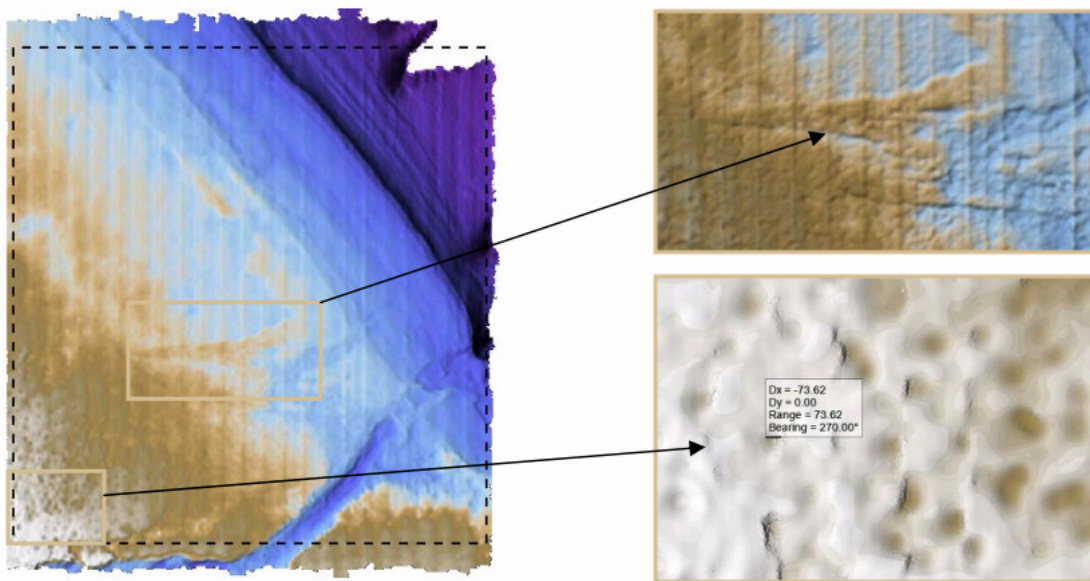 Dx = -73.62
Dy = 0.00
Range = 73.62
Bearing = 270.00°